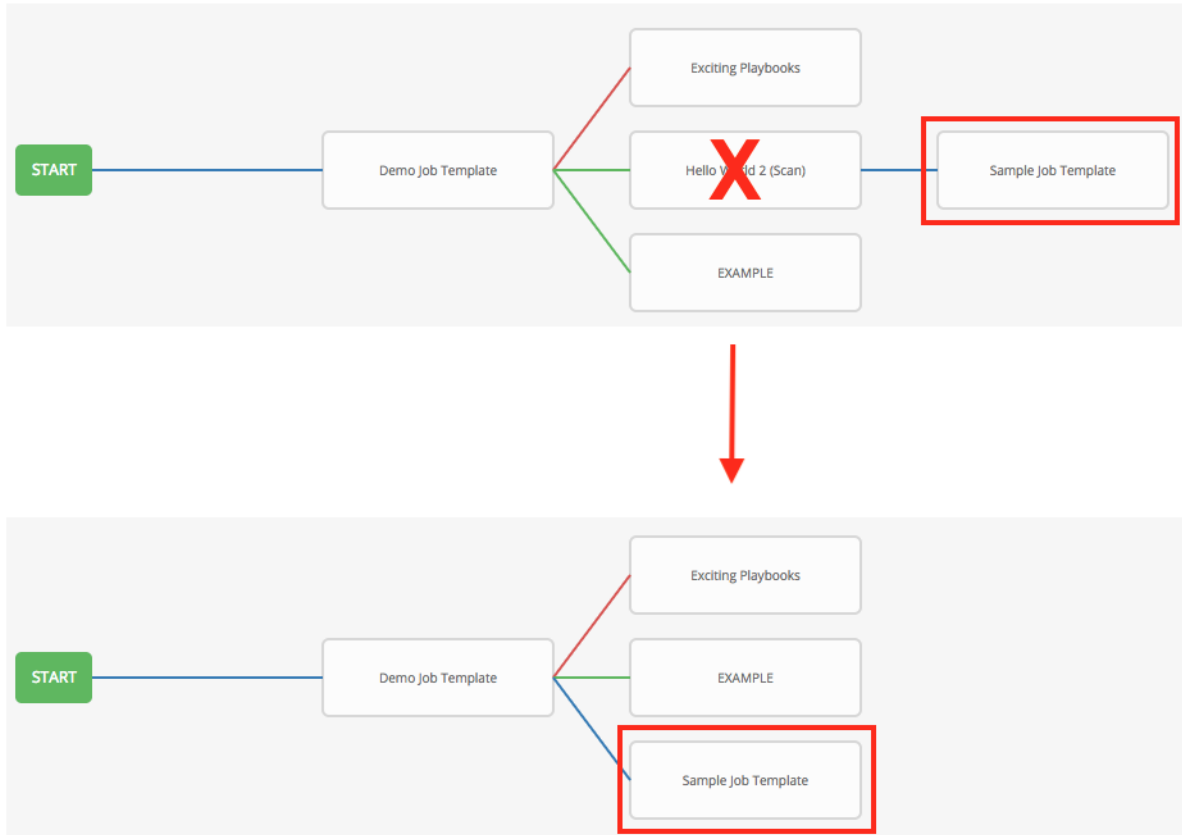 Exciting Playbooks
START
Demo Job Template
Hello 2 (Scan)
Sample Job Template
EXAMPLE
Exciting Playbooks
START
Demo Job Template
EXAMPLE
Sample Job Template